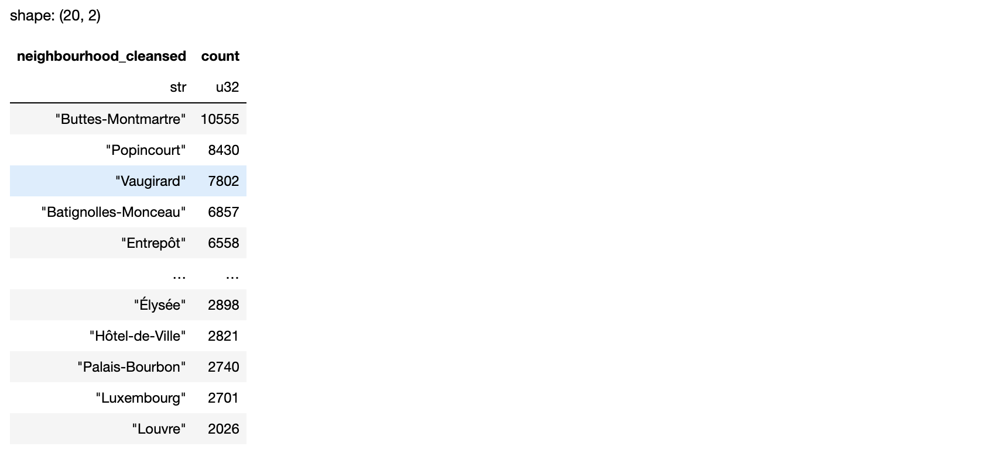 shape: (20, 2)
neighbourhood_cleansed count
str u32
"Buttes-Montmartre" 10555
"Popincourt" 8430
"Vaugirard" 7802
"Batignolles-Monceau" 6857
"Entrepôt" 6558
… …
"Élysée" 2898
"Hôtel-de-Ville" 2821
"Palais-Bourbon" 2740
"Luxembourg" 2701
"Louvre" 2026